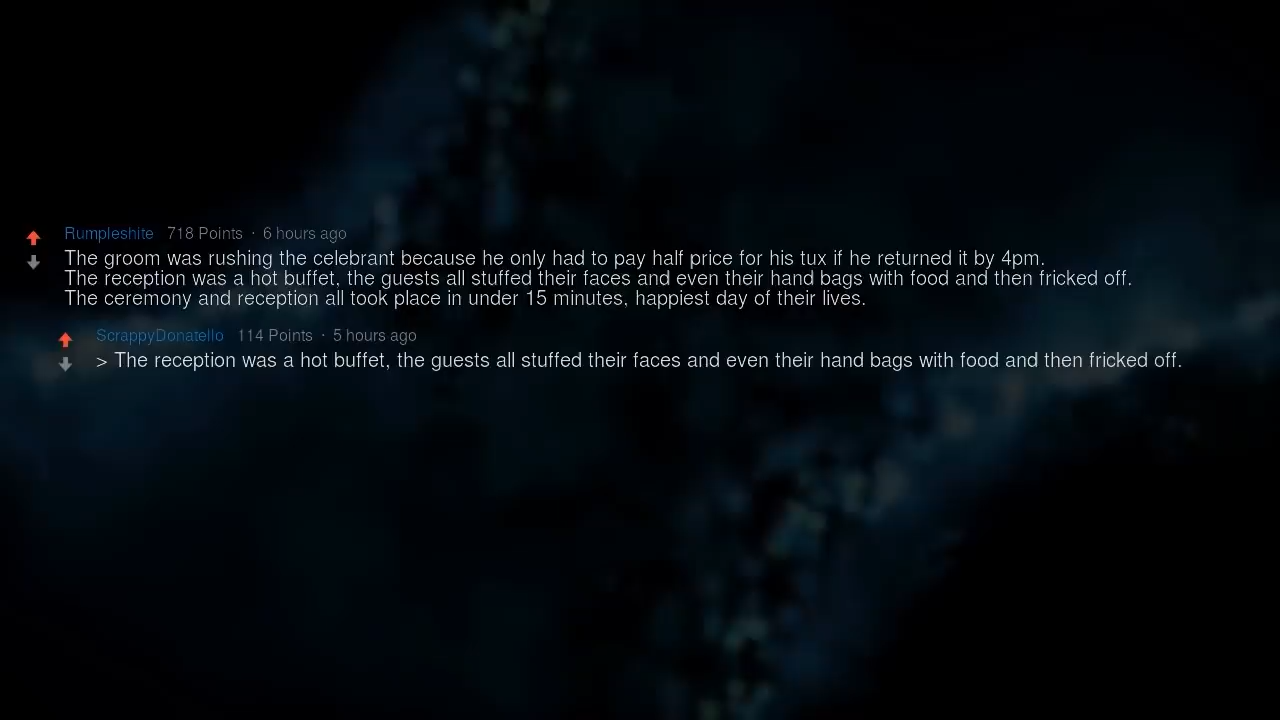 Rumpleshite 718 Points · 6 hours ago
The groom was rushing the celebrant because he only had to pay half price for his tux if he returned it by 4pm.
The reception was a hot buffet, the guests all stuffed their faces and even their hand bags with food and then fricked off.
The ceremony and reception all took place in under 15 minutes, happiest day of their lives.
ScrappyDonatello 114 Points · 5 hours ago
> The reception was a hot buffet, the guests all stuffed their faces and even their hand bags with food and then fricked off.